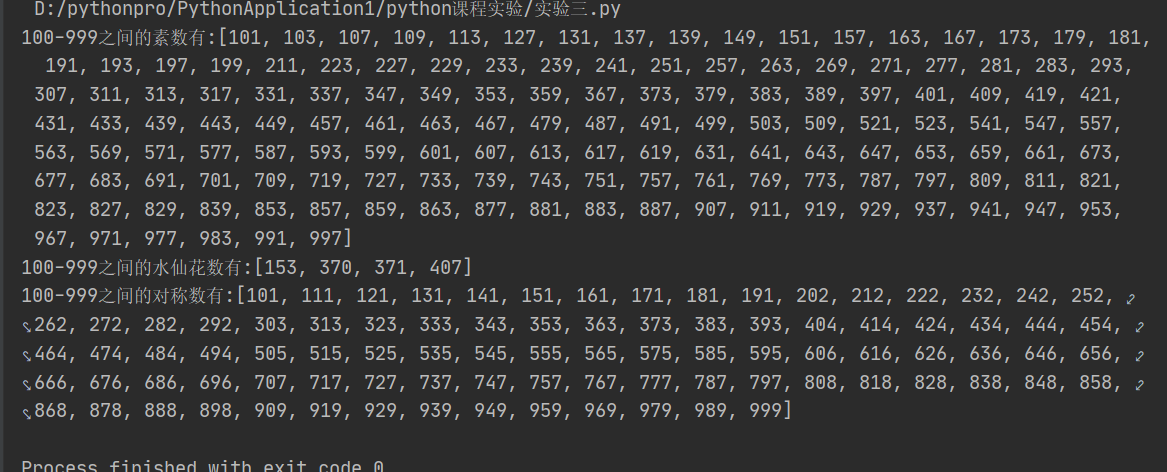 D:/pythonpro/PythonApplication1/python课程实验/实验三.py
100-999之间的素数有:[101, 103, 107, 109, 113, 127, 131, 137, 139, 149, 151, 157, 163, 167, 173, 179, 181,
191, 193, 197, 199, 211, 223, 227, 229, 233, 239, 241, 251, 257, 263, 269, 271, 277, 281, 283, 293,
307, 311, 313, 317, 331, 337, 347, 349, 353, 359, 367, 373, 379, 383, 389, 397, 401, 409, 419, 421,
431, 433, 439, 443, 449, 457, 461, 463, 467, 479, 487, 491, 499, 503, 509, 521, 523, 541, 547, 557,
563, 569, 571, 577, 587, 593, 599, 601, 607, 613, 617, 619, 631, 641, 643, 647, 653, 659, 661, 673,
677, 683, 691, 701, 709, 719, 727, 733, 739, 743, 751, 757, 761, 769, 773, 787, 797, 809, 811, 821,
823, 827, 829, 839, 853, 857, 859, 863, 877, 881, 883, 887, 907, 911, 919, 929, 937, 941, 947, 953,
967, 971, 977, 983, 991, 997]
100-999之间的水仙花数有:[153, 370, 371, 407]
100-999之间的对称数有:[101, 111, 121, 131, 141, 151, 161, 171, 181, 191, 202, 212, 222, 232, 242, 252,
262, 272, 282, 292, 303, 313, 323, 333, 343, 353, 363, 373, 383, 393, 404, 414, 424, 434, 444, 454,
464, 474, 484, 494, 505, 515, 525, 535, 545, 555, 565, 575, 585, 595, 606, 616, 626, 636, 646, 656,
666, 676, 686, 696, 707, 717, 727, 737, 747, 757, 767, 777, 787, 797, 808, 818, 828, 838, 848, 858,
868, 878, 888, 898, 909, 919, 929, 939, 949, 959, 969, 979, 989, 999]
Process finished with exit code 0